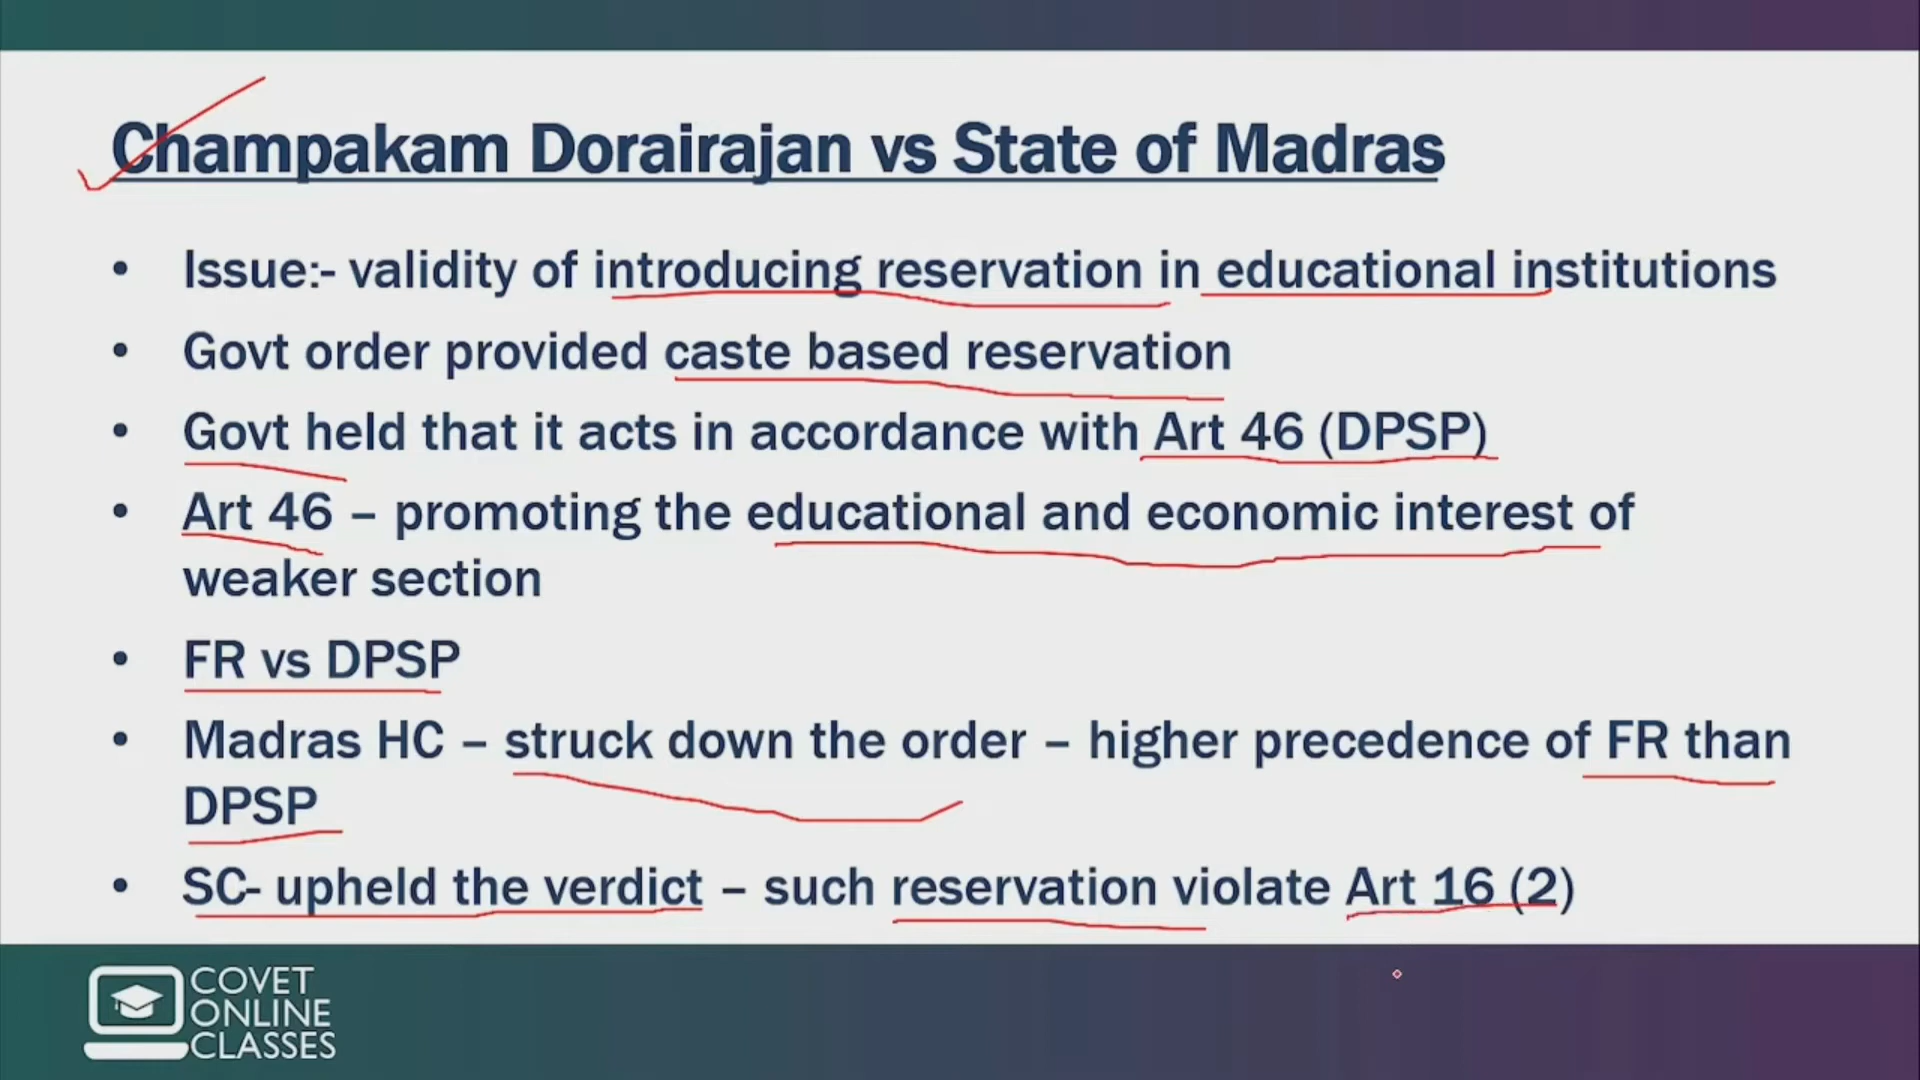 Champakam Dorairajan vs State of Madras
• Issue:- validity of introducing reservation in educational institutions
• Govt order provided caste based reservation
• Govt held that it acts in accordance with Art 46 (DPSP)
• Art 46 – promoting the educational and economic interest of
weaker section
• FR vs DPSP
• Madras HC – struck down the order – higher precedence of FR than
DPSP
• SC- upheld the verdict – such reservation violate Art 16 (2)
COVET
ONLINE
CLASSES